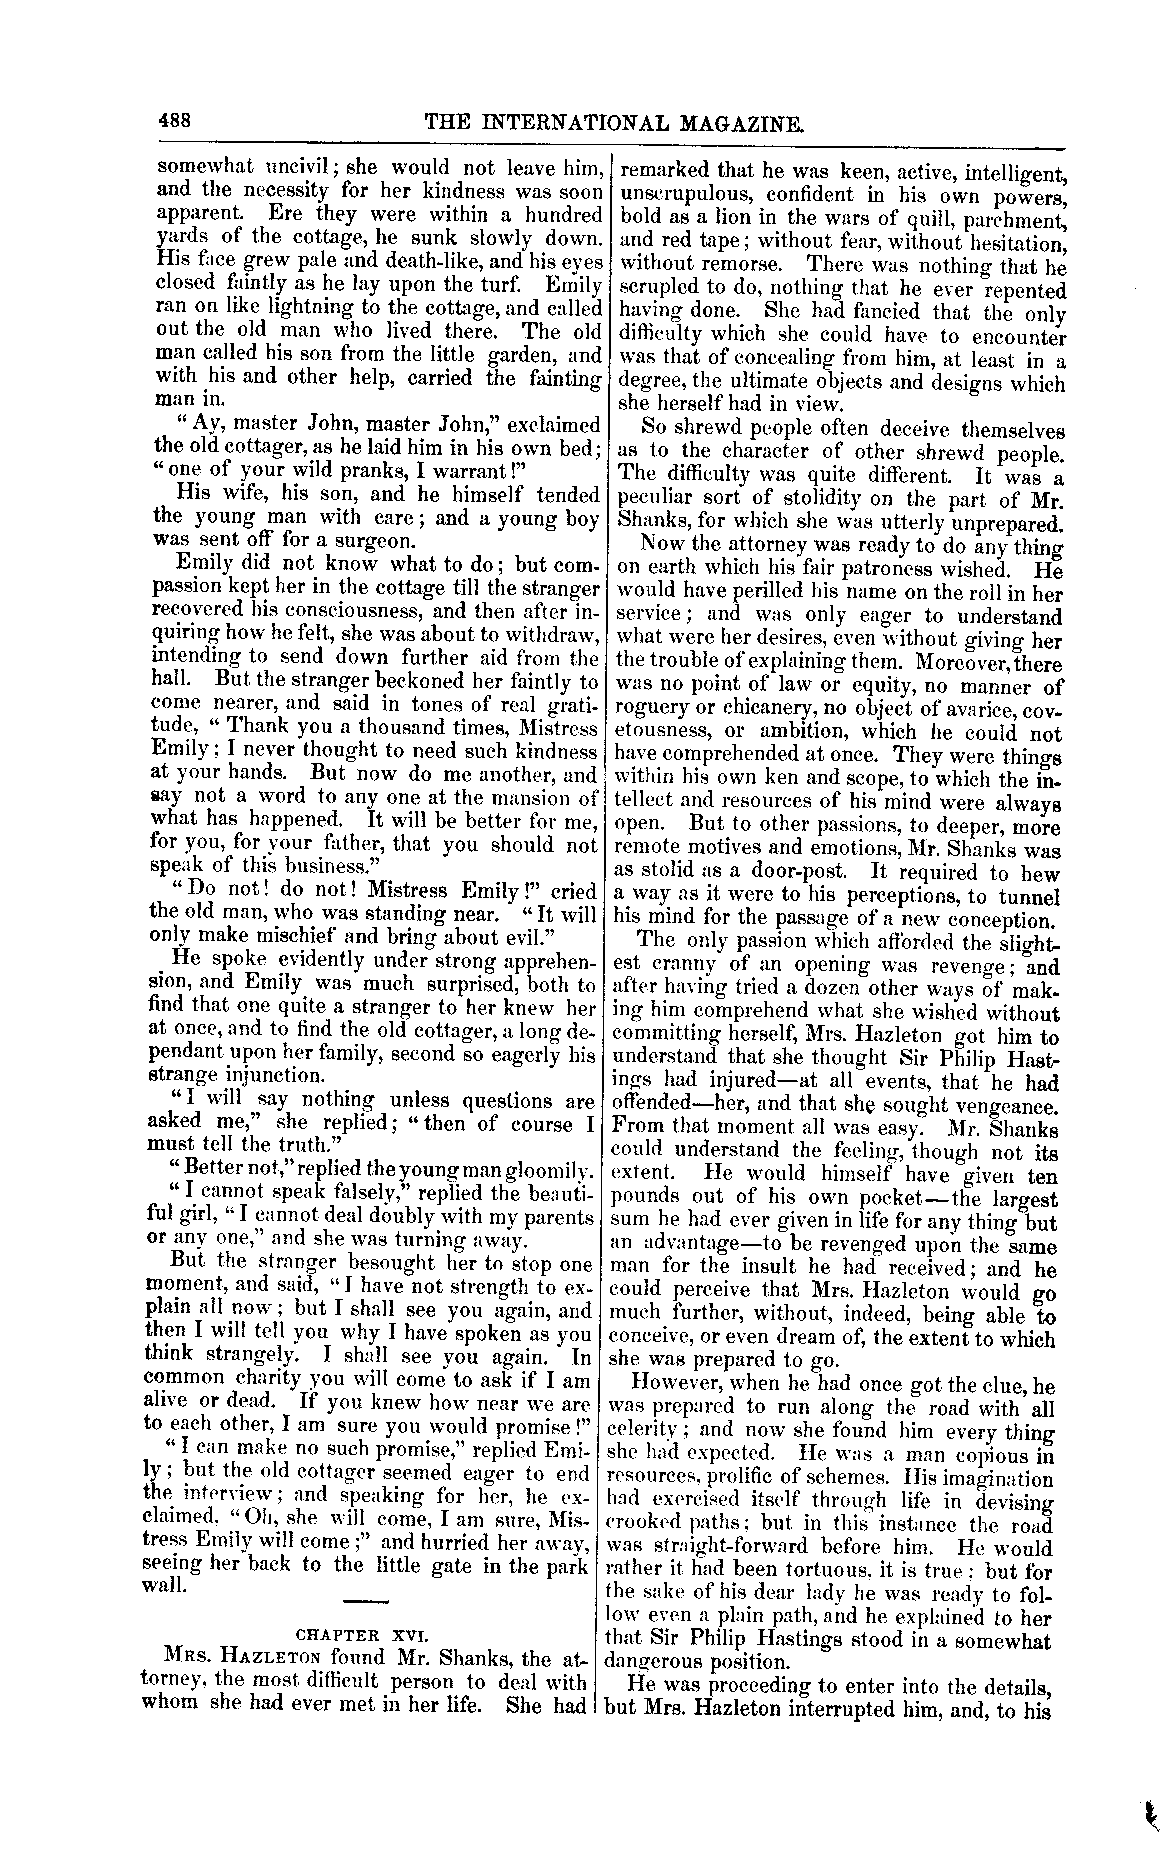 488 THE INTERNATIONAL MAGAZINE.
somewhat uncivil; she would not leave him,
and the necessity for her kindness was soon
apparent. Ere they were within a hundred
yards of the cottage, he sunk slowly down.
His face grew pale and death-like, and his eyes
closed faintly as he lay upon the turf. Emily
ran on like lightning to the cottage, and called
out the old man who lived there. The old
man called his son from the little garden, and
with his and other help, carried the fainting
man in.
"Ay, master John, master John," exclaimed
the old cottager, as he laid him in his own bed;
"one of your wild pranks, I warrant!"
His wife, his son, and he himself tended
the young man with care; and a young boy
was sent off for a surgeon.
Emily did not know what to do; but com-
passion kept her in the cottage till the stranger
recovered his consciousness, and then after in-
quiring how he felt, she was about to withdraw,
intending to send down further aid from the
hall. But the stranger beckoned her faintly to
come nearer, and said in tones of real grati-
tude, "Thank you a thousand times, Mistress
Emily; I never thought to need such kindness
at your hands. But now do me another, and
say not a word to any one at the mansion of
what has happened. It will be better for me,
for you, for your father, that you should not
speak of this business."
"Do not! do not! Mistress Emily!" cried
the old man, who was standing near. "It will
only make mischief and bring about evil."
He spoke evidently under strong apprehen-
sion, and Emily was much surprised, both to
find that one quite a stranger to her knew her
at once, and to find the old cottager, a long de-
pendant upon her family, second so eagerly his
strange injunction.
"I will say nothing unless questions are
asked me," she replied; "then of course I
must tell the truth."
"Better not," replied the young man gloomily.
"I cannot speak falsely," replied the beauti-
ful girl, "I cannot deal doubly with my parents
or any one," and she was turning away.
But the stranger besought her to stop one
moment, and said, "I have not strength to ex-
plain all now; but I shall see you again, and
then I will tell you why I have spoken as you
think strangely. I shall see you again. In
common charity you will come to ask if I am
alive or dead. If you knew how near we are
to each other, I am sure you would promise!"
"I can make no such promise," replied Emi-
ly; but the old cottager seemed eager to end
the interview; and speaking for her, he ex-
claimed, "Oh, she will come, I am sure, Mis-
tress Emily will come;" and hurried her away,
seeing her back to the little gate in the park
wall.
CHAPTER XVI.
MRS. HAZLETON found Mr. Shanks, the at-
torney, the most difficult person to deal with
whom she had ever met in her life. She had
remarked that he was keen, active, intelligent,
unscrupulous, confident in his own powers,
bold as a lion in the wars of quill, parchment,
and red tape; without fear, without hesitation,
without remorse. There was nothing that he
scrupled to do, nothing that he ever repented
having done. She had fancied that the only
difficulty which she could have to encounter
was that of concealing from him, at least in a
degree, the ultimate objects and designs which
she herself had in view.
So shrewd people often deceive themselves
as to the character of other shrewd people.
The difficulty was quite different. It was a
peculiar sort of stolidity on the part of Mr.
Shanks, for which she was utterly unprepared.
Now the attorney was ready to do any thing
on earth which his fair patroness wished. He
would have perilled his name on the roll in her
service; and was only eager to understand
what were her desires, even without giving her
the trouble of explaining them. Moreover, there
was no point of law or equity, no manner of
roguery or chicanery, no object of avarice, cov-
etousness, or ambition, which he could not
have comprehended at once. They were things
within his own ken and scope, to which the in-
tellect and resources of his mind were always
open. But to other passions, to deeper, more
remote motives and emotions, Mr. Shanks was
as stolid as a door-post. It required to hew
a way as it were to his perceptions, to tunnel
his mind for the passage of a new conception.
The only passion which afforded the slight-
est cranny of an opening was revenge; and
after having tried a dozen other ways of mak-
ing him comprehend what she wished without
committing herself, Mrs. Hazleton got him to
understand that she thought Sir Philip Hast-
ings had injured—at all events, that he had
offended—her, and that she sought vengeance.
From that moment all was easy. Mr. Shanks
could understand the feeling, though not its
extent. He would himself have given ten
pounds out of his own pocket—the largest
sum he had ever given in life for any thing but
an advantage—to be revenged upon the same
man for the insult he had received; and he
could perceive that Mrs. Hazleton would go
much further, without, indeed, being able to
conceive, or even dream of, the extent to which
she was prepared to go.
However, when he had once got the clue, he
was prepared to run along the road with all
celerity; and now she found him every thing
she had expected. He was a man copious in
resources, prolific of schemes. His imagination
had exercised itself through life in devising
crooked paths; but in this instance the road
was straight-forward before him. He would
rather it had been tortuous, it is true; but for
the sake of his dear lady he was ready to fol-
low even a plain path, and he explained to her
that Sir Philip Hastings stood in a somewhat
dangerous position.
He was proceeding to enter into the details,
but Mrs. Hazleton interrupted him, and, to his